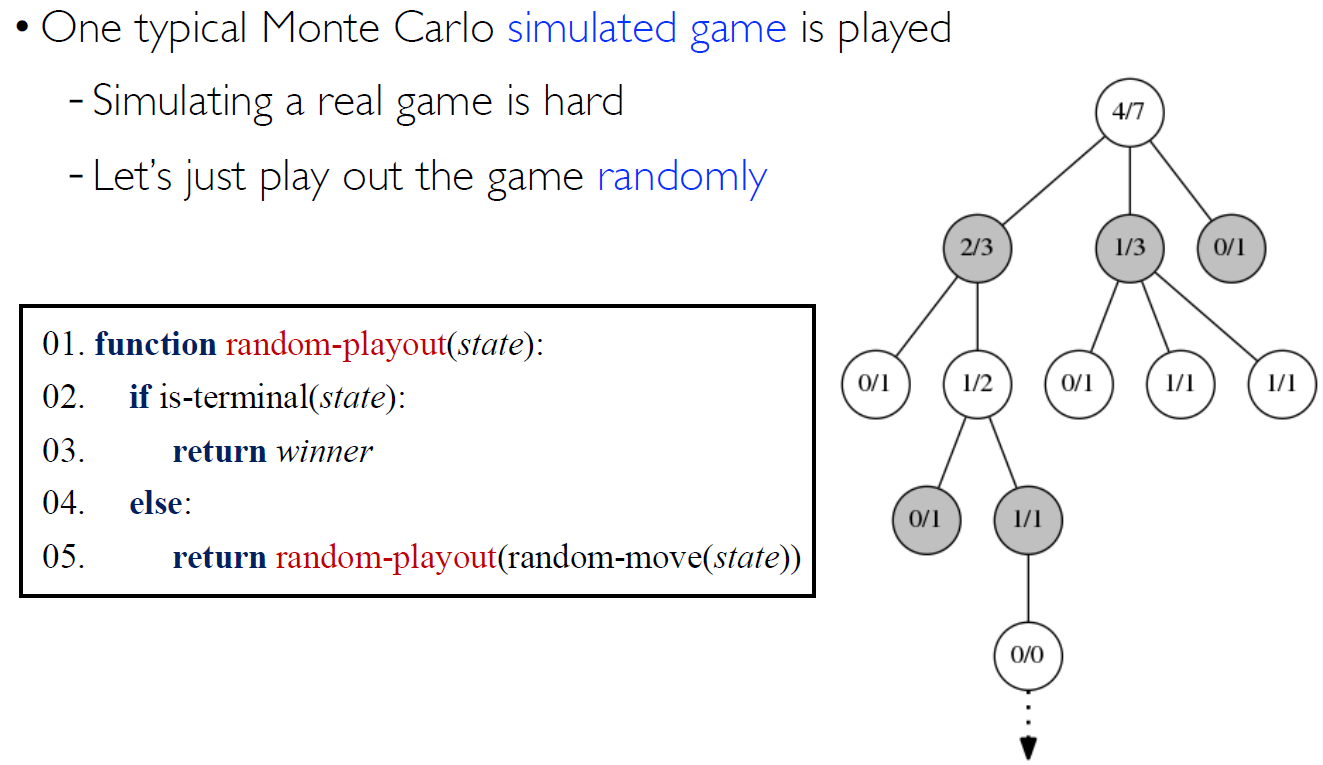 • One typical Monte Carlo simulated game is played
- Simulating a real game is hard
- Let's just play out the game randomly
01. function random-playout(state):
02. if is-terminal(state):
03. return winner
04. else:
05. return random-playout(random-move(state))
4/7
2/3 1/3 0/1
0/1 1/2 0/1 1/1 1/1
0/1 1/1
0/0